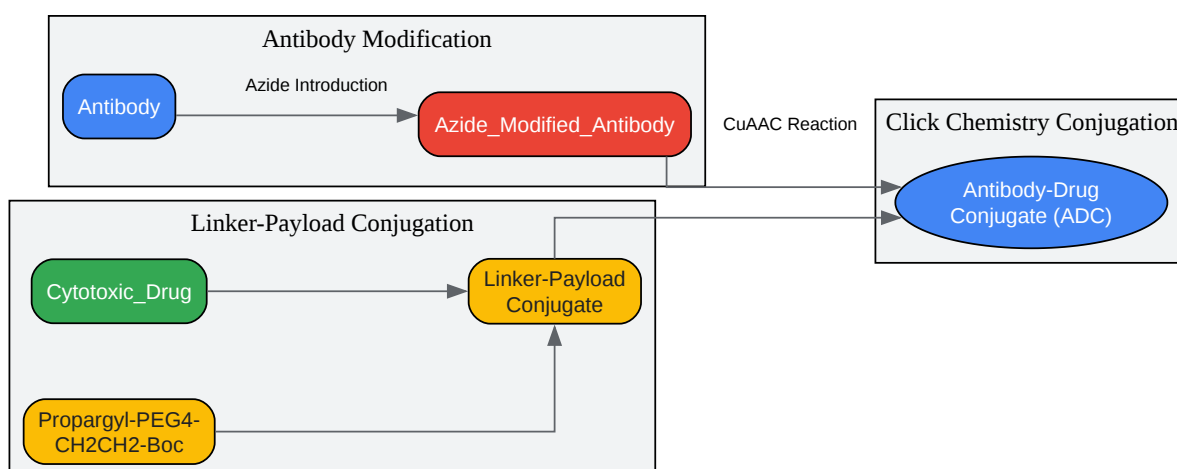 Antibody Modification
Antibody
Azide Introduction
Azide_Modified_Antibody
CuAAC Reaction
Click Chemistry Conjugation
Antibody-Drug
Conjugate (ADC)
Linker-Payload Conjugation
Cytotoxic_Drug
Linker-Payload
Conjugate
Propargyl-PEG4-
CH2CH2-Boc